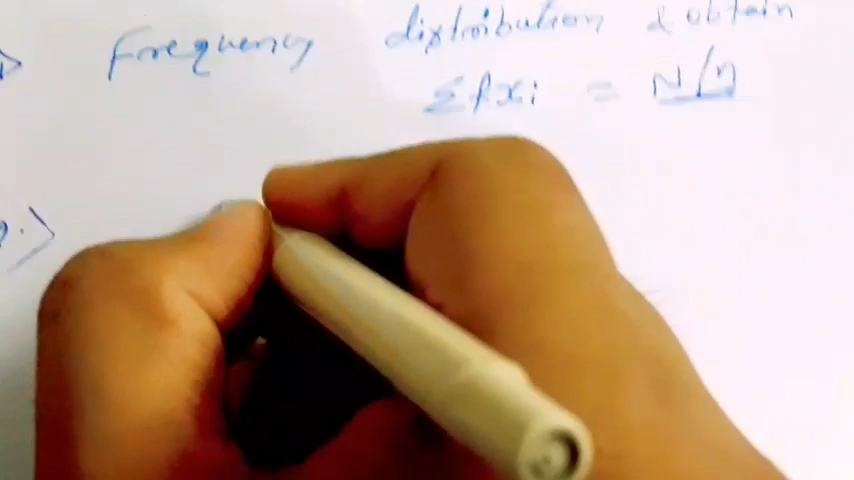 Frequency distribution & obtain
Σfxi = N/n